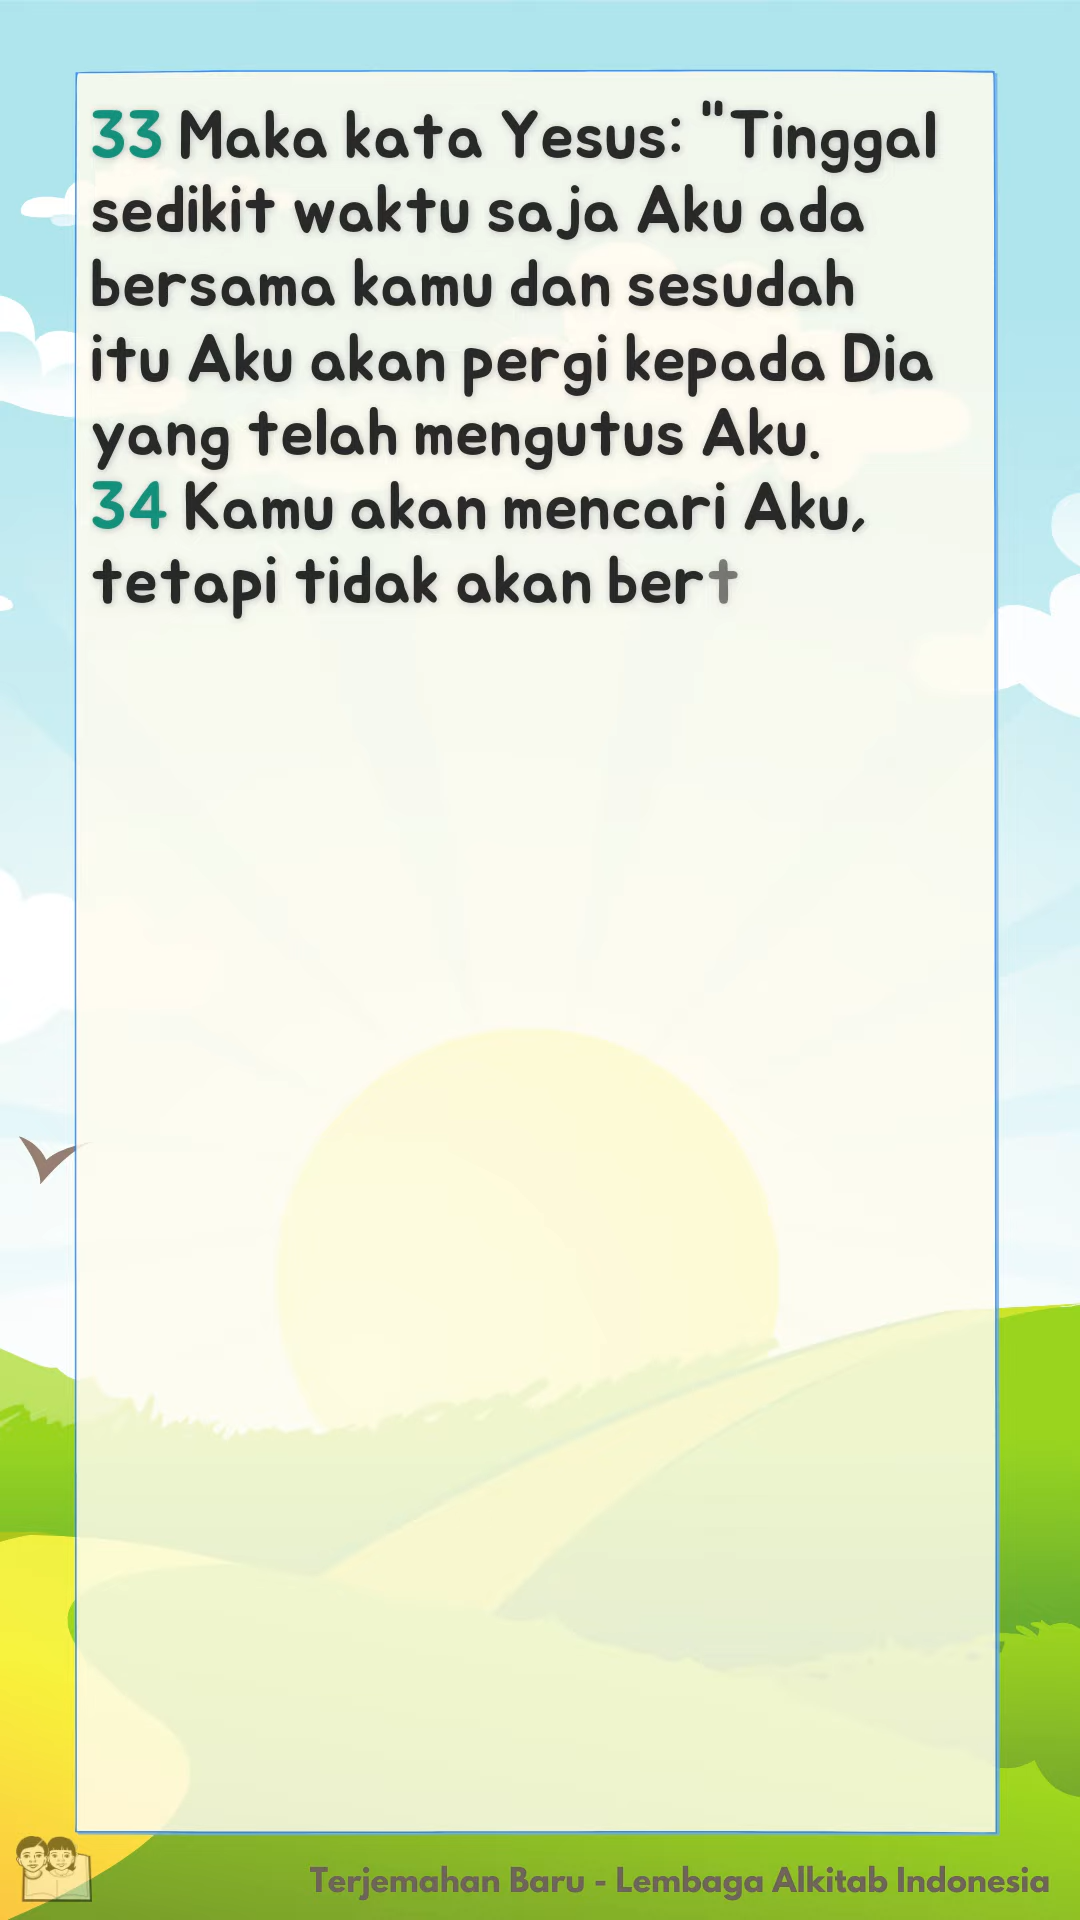 33 Maka kata Yesus: "Tinggal
sedikit waktu saja Aku ada
bersama kamu dan sesudah
itu Aku akan pergi kepada Dia
yang telah mengutus Aku.
34 Kamu akan mencari Aku,
tetapi tidak akan bert
Terjemahan Baru - Lembaga Alkitab Indonesia